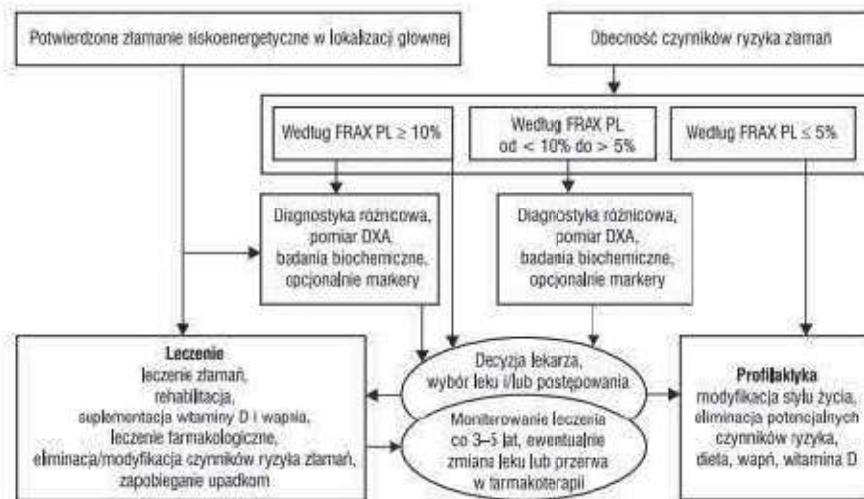 Potwierdzone złamanie niskoenergetyczne w lokalizacji głównej
Obecność czynników ryzyka złamań
Według FRAX PL ≥ 10%
Według FRAX PL
od < 10% do > 5%
Według FRAX PL ≤ 5%
Diagnostyka różnicowa,
pomiar DXA,
badania biochemiczne,
opcjonalnie markery
Diagnostyka różnicowa,
pomiar DXA,
badania biochemiczne,
opcjonalnie markery
Leczenie
leczenie złamań,
rehabilitacja,
suplementacja witaminy D i wapnia,
leczenie farmakologiczne,
eliminacja/modyfikacja czynników ryzyka złamań,
zapobieganie upadkom
Decyzja lekarza,
wybór leku i/lub postępowania
Monitorowanie leczenia
co 3–5 lat, ewentualnie
zmiana leku lub przerwa
w farmakoterapii
Profilaktyka
modyfikacja stylu życia,
eliminacja potencjalnych
czynników ryzyka,
dieta, wapń, witamina D